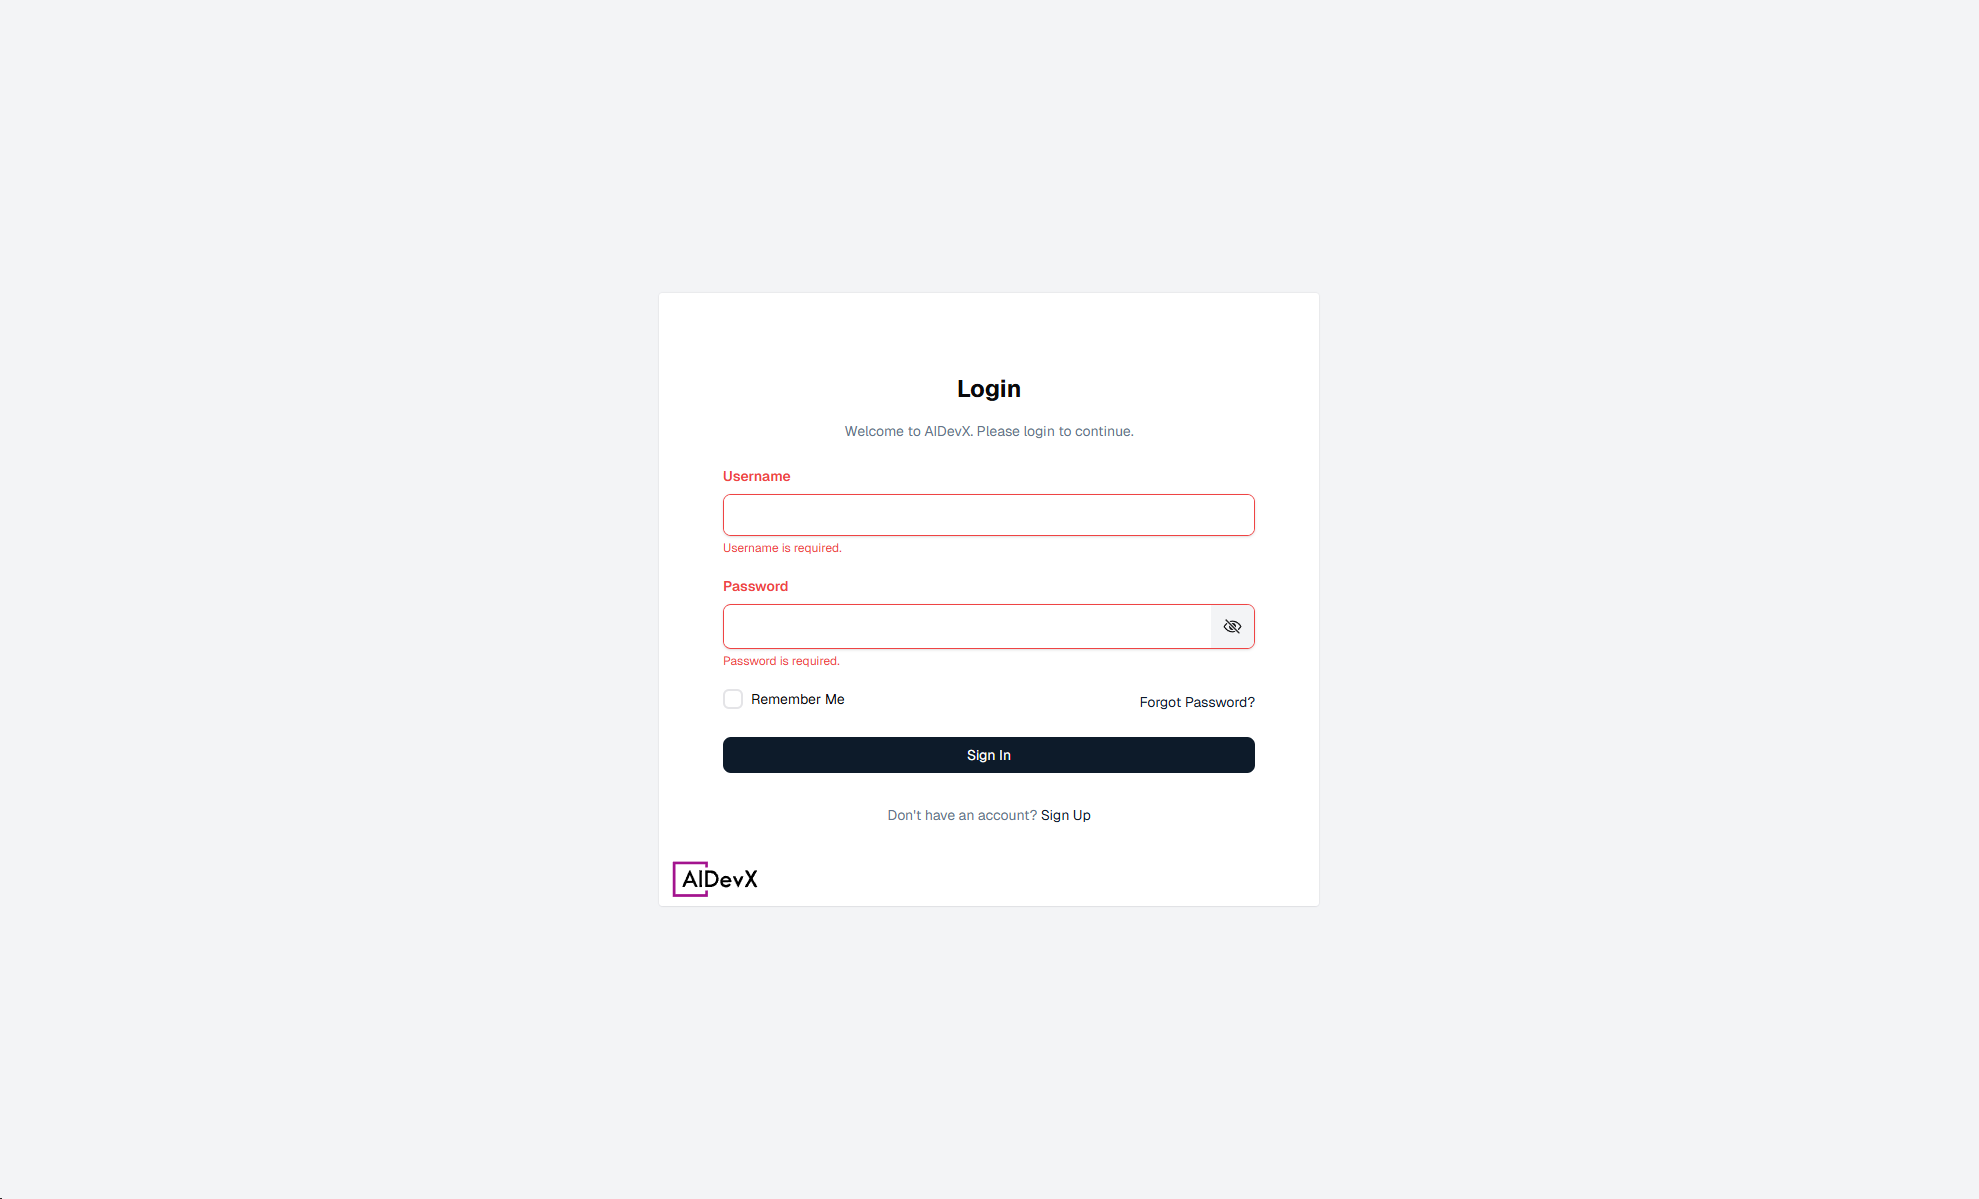 Login
Welcome to AIDevX. Please login to continue.
Username
Username is required.
Password
Password is required.
Remember Me
Forgot Password?
Sign In
Don't have an account? Sign Up
AIDevX